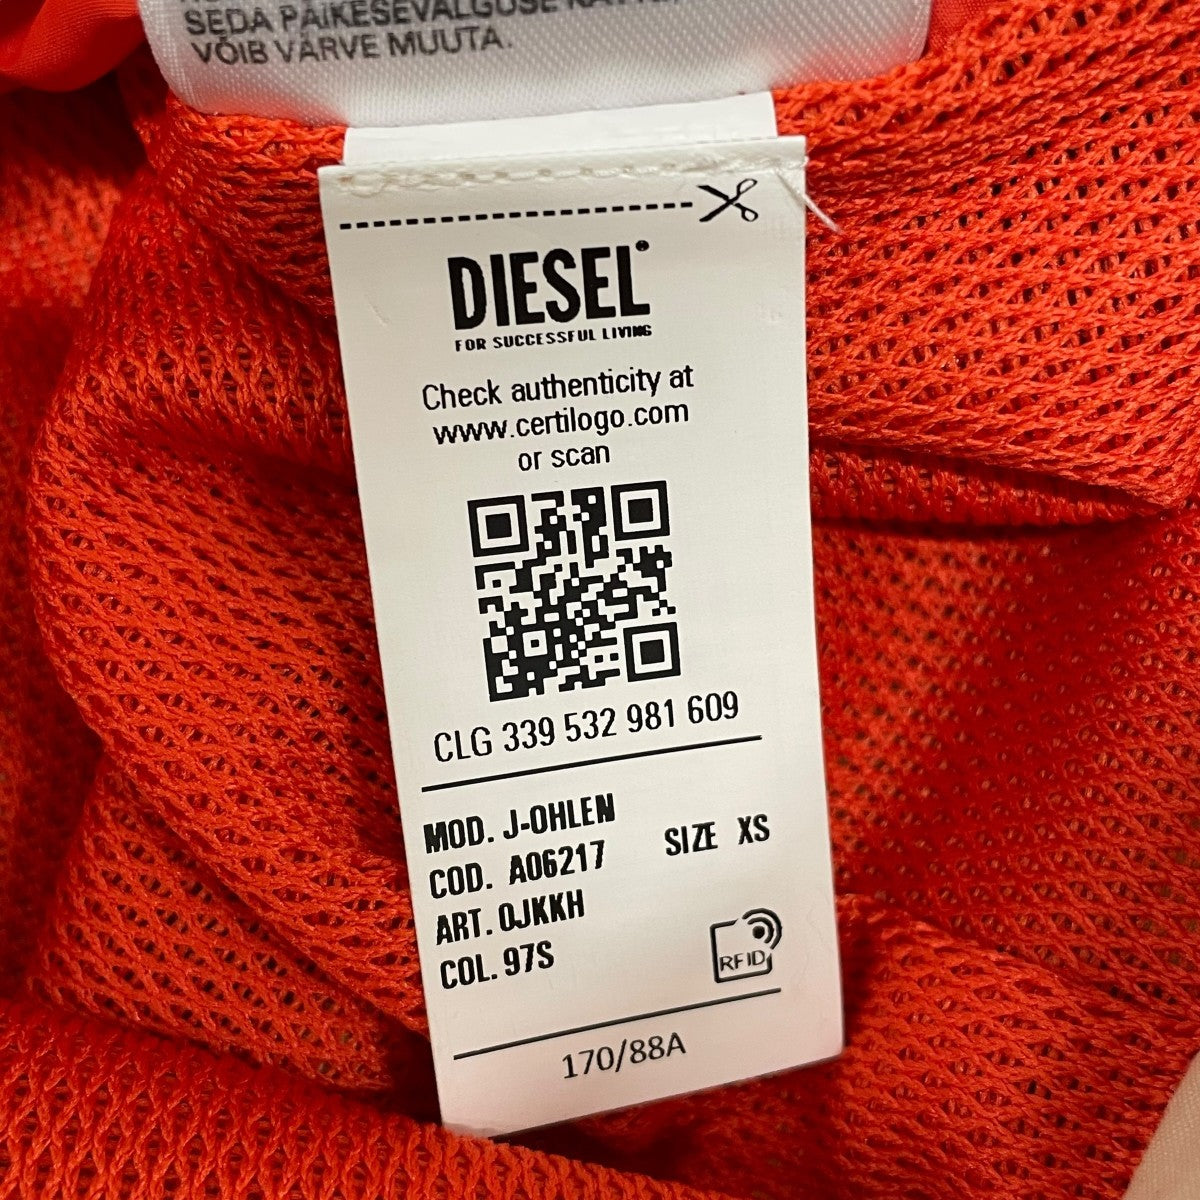 SEDA PÄIKESEVALGUSE KÄTTE,
VÕIB VÄRVE MUUTA.
DIESEL®
FOR SUCCESSFUL LIVING
Check authenticity at
www.certilogo.com
or scan
CLG 339 532 981 609
MOD. J-OHLEN
COD. A06217 SIZE XS
ART. 0JKKH
COL. 97S
RFID
170/88A